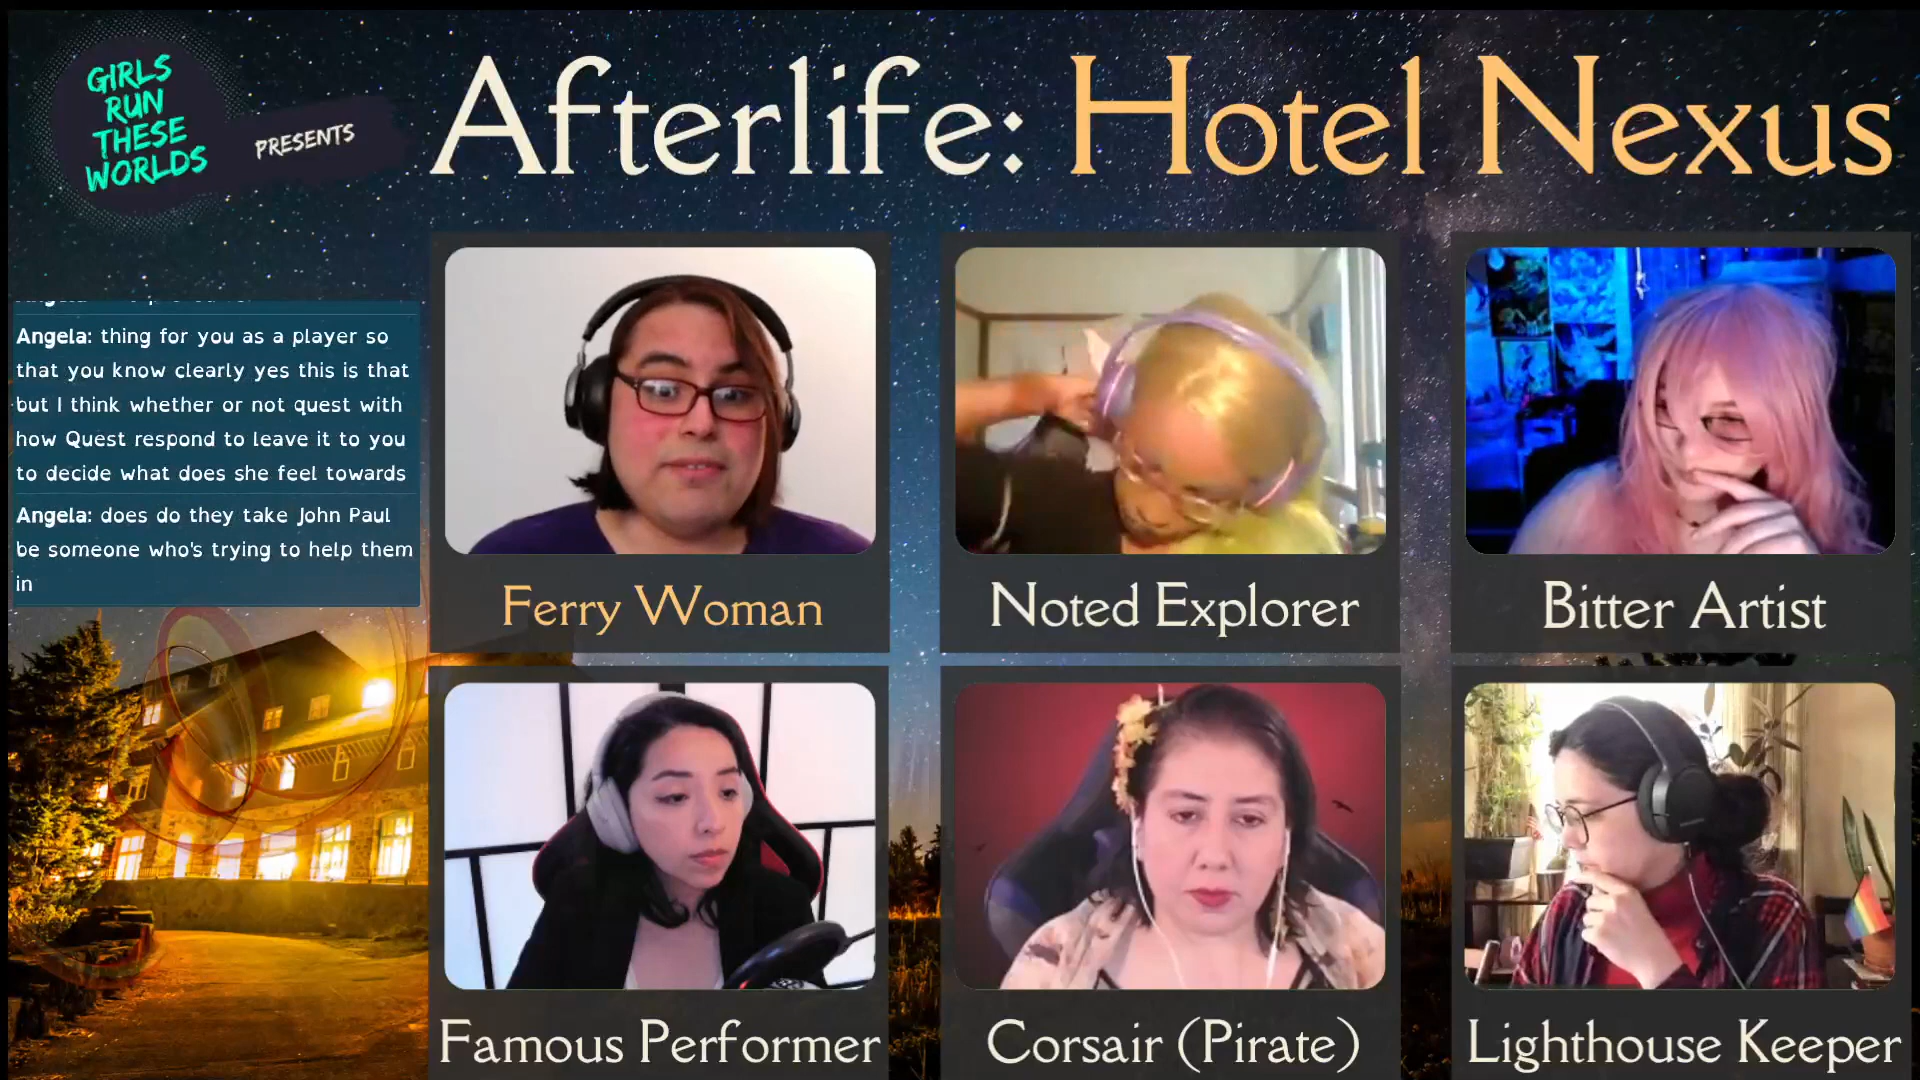 GIRLS
RUN
THESE
WORLDS
PRESENTS
Afterlife: Hotel Nexus
Angela: thing for you as a player so
that you know clearly yes this is that
but I think whether or not quest with
how Quest respond to leave it to you
to decide what does she feel towards
Angela: does do they take John Paul
be someone who's trying to help them
in
Ferry Woman
Noted Explorer
Bitter Artist
Famous Performer
Corsair (Pirate)
Lighthouse Keeper